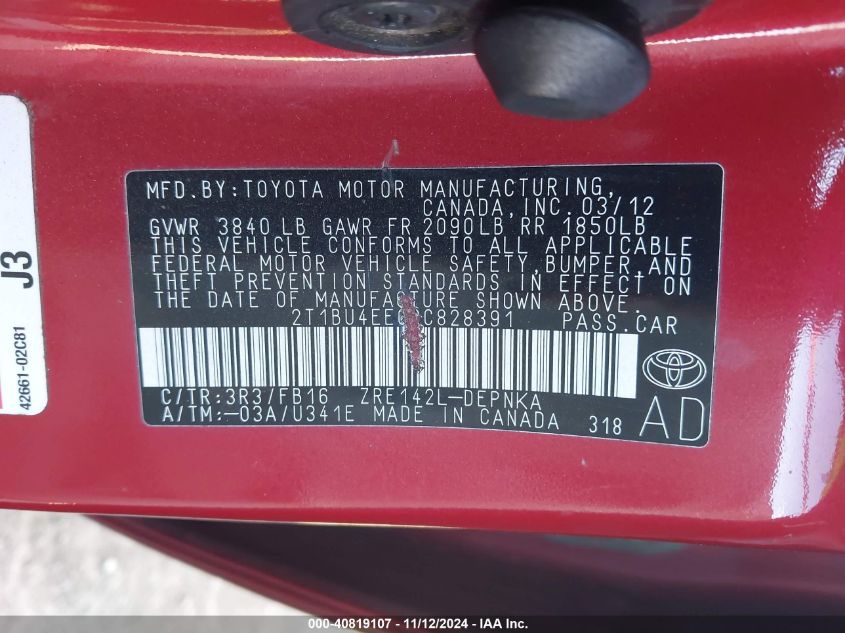 MFD.BY:TOYOTA MOTOR MANUFACTURING,
CANADA,INC. 03/12
GVWR 3840 LB GAWR FR 2090LB RR 1850LB
THIS VEHICLE CONFORMS TO ALL APPLICABLE
FEDERAL MOTOR VEHICLE SAFETY,BUMPER,AND
THEFT PREVENTION STANDARDS IN EFFECT ON
THE DATE OF MANUFACTURE SHOWN ABOVE.
PASS.CAR
C/TR:3R3/FB16 ZRE142L-DEPNKA
A/TM:-03A/U341E MADE IN CANADA 318
AD
J3
42661-02C81
000-40819107 - 11/12/2024 - IAA, Inc.